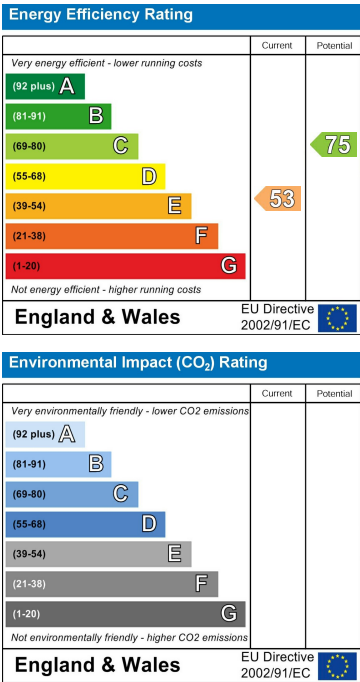 Energy Efficiency Rating
Current Potential
Very energy efficient - lower running costs
(92 plus) A
(81-91) B
(69-80) C
75
(55-68) D
(39-54) E
53
(21-38) F
(1-20) G
Not energy efficient - higher running costs
England & Wales
EU Directive
2002/91/EC
Environmental Impact (CO₂) Rating
Current Potential
Very environmentally friendly - lower CO2 emissions
(92 plus) A
(81-91) B
(69-80) C
(55-68) D
(39-54) E
(21-38) F
(1-20) G
Not environmentally friendly - higher CO2 emissions
England & Wales
EU Directive
2002/91/EC